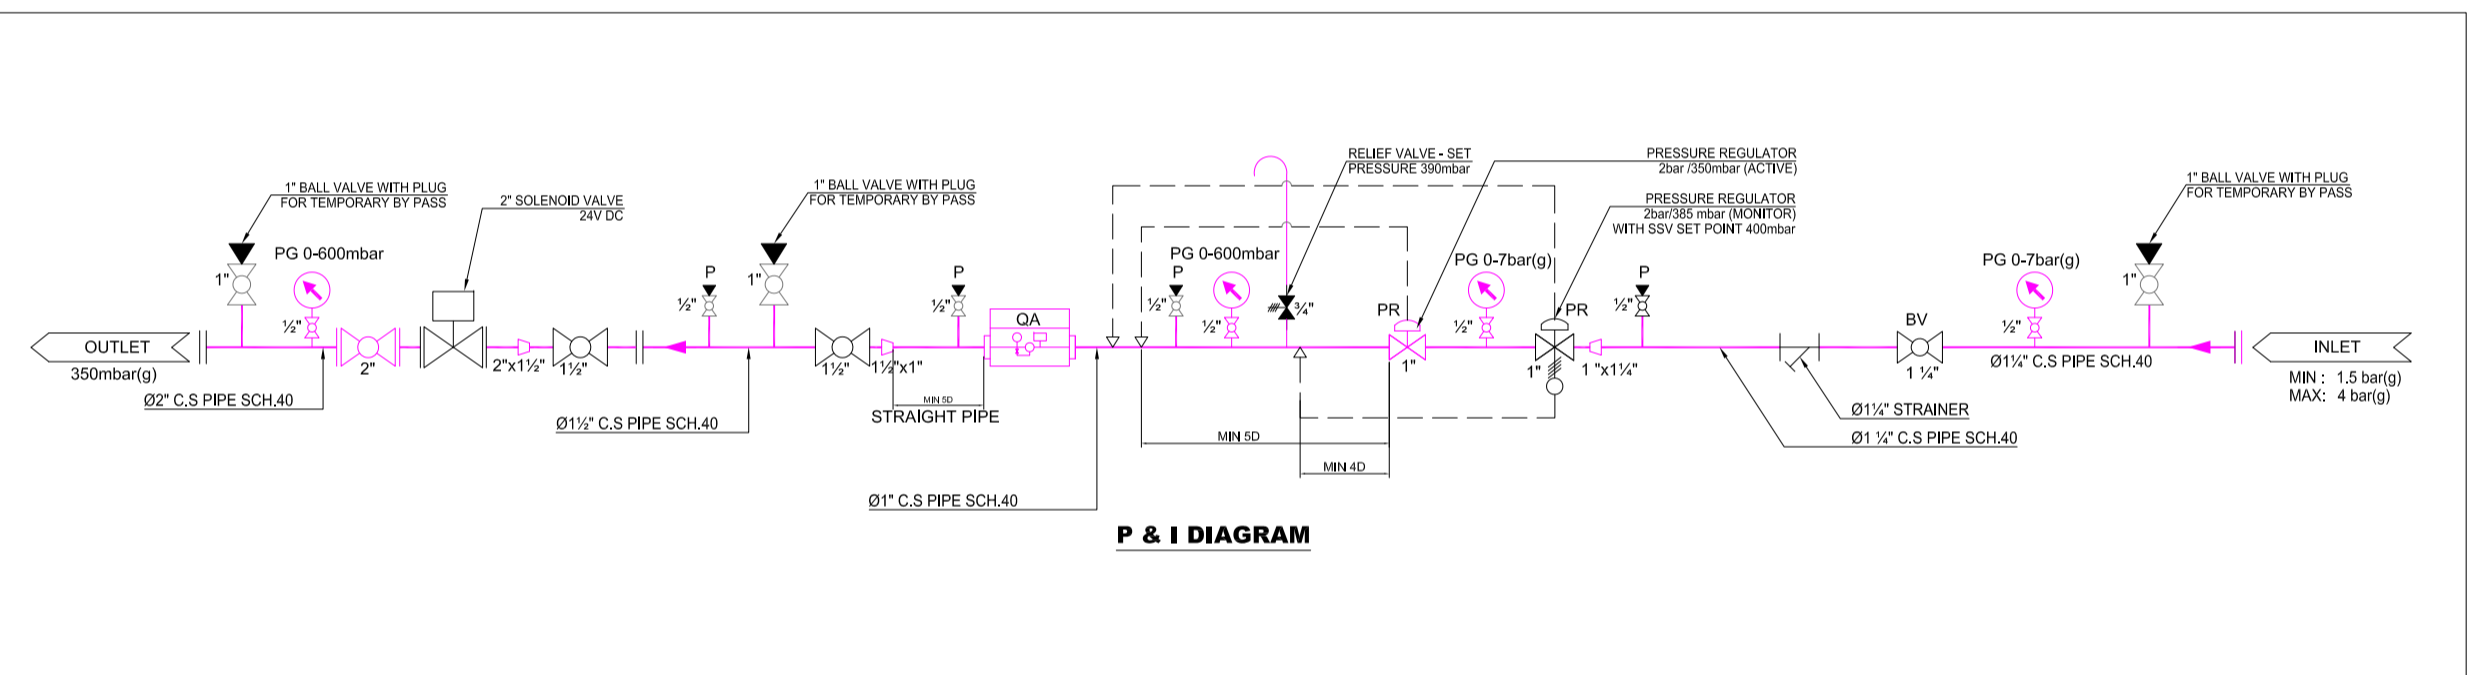 RELIEF VALVE - SET
PRESSURE 390mbar
PRESSURE REGULATOR
2bar /350mbar (ACTIVE)
1" BALL VALVE WITH PLUG
FOR TEMPORARY BY PASS
2" SOLENOID VALVE
24V DC
1" BALL VALVE WITH PLUG
FOR TEMPORARY BY PASS
PRESSURE REGULATOR
2bar/385 mbar (MONITOR)
WITH SSV SET POINT 400mbar
1" BALL VALVE WITH PLUG
FOR TEMPORARY BY PASS
PG 0-600mbar
PG 0-600mbar
PG 0-7bar(g)
PG 0-7bar(g)
1"
P
1"
P
P
P
1"
½"
½"
½"
½"
¾"
½"
½"
½"
½"
½"
QA
PR
PR
BV
OUTLET
350mbar(g)
2"
2"x1½"
1½"
1½"
1½"x1"
1"
1"
1 "x1¼"
1 ¼"
Ø1¼" C.S PIPE SCH.40
INLET
MIN : 1.5 bar(g)
MAX: 4 bar(g)
Ø2" C.S PIPE SCH.40
MIN 5D
STRAIGHT PIPE
Ø1½" C.S PIPE SCH.40
Ø1¼" STRAINER
MIN 5D
Ø1 ¼" C.S PIPE SCH.40
MIN 4D
Ø1" C.S PIPE SCH.40
P & I DIAGRAM